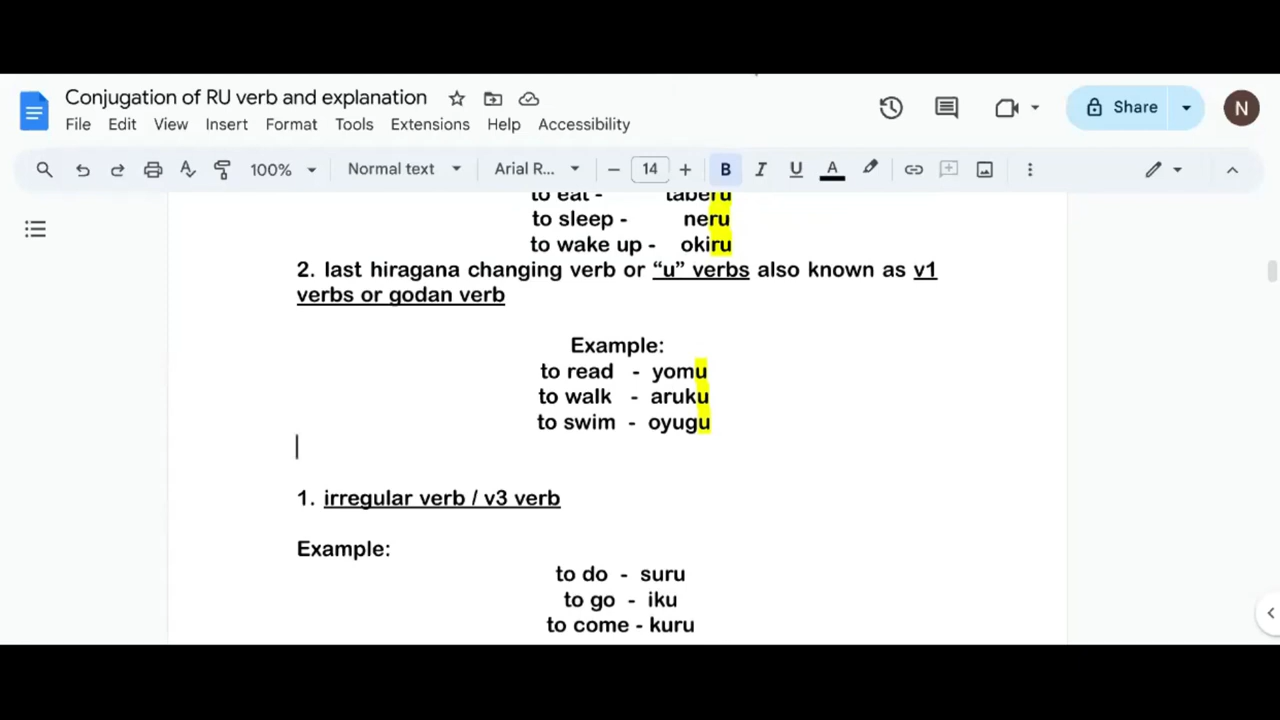 Conjugation of RU verb and explanation
File Edit View Insert Format Tools Extensions Help Accessibility
Share
N
100% Normal text Arial R... 14 B I U A
to eat - taberu
to sleep - neru
to wake up - okiru
2. last hiragana changing verb or “u” verbs also known as v1
verbs or godan verb
Example:
to read - yomu
to walk - aruku
to swim - oyugu
1. irregular verb / v3 verb
Example:
to do - suru
to go - iku
to come - kuru